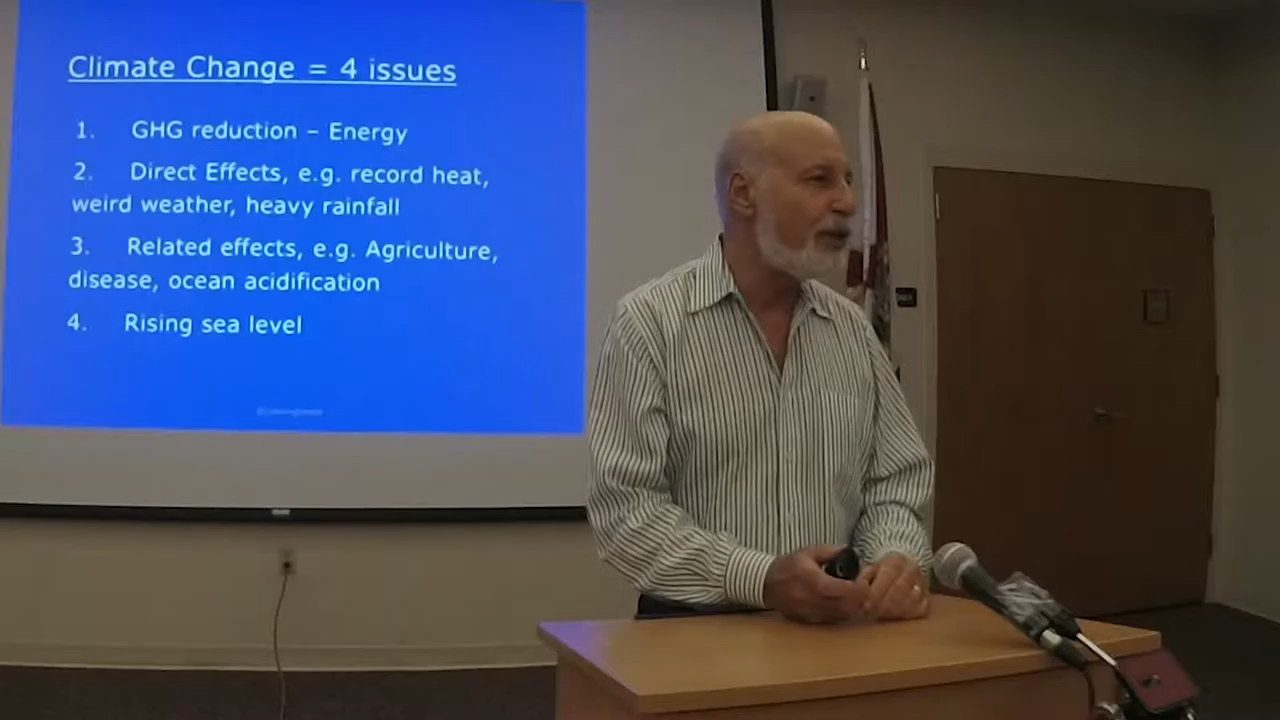 Climate Change = 4 issues
1. GHG reduction – Energy
2. Direct Effects, e.g. record heat,
weird weather, heavy rainfall
3. Related effects, e.g. Agriculture,
disease, ocean acidification
4. Rising sea level